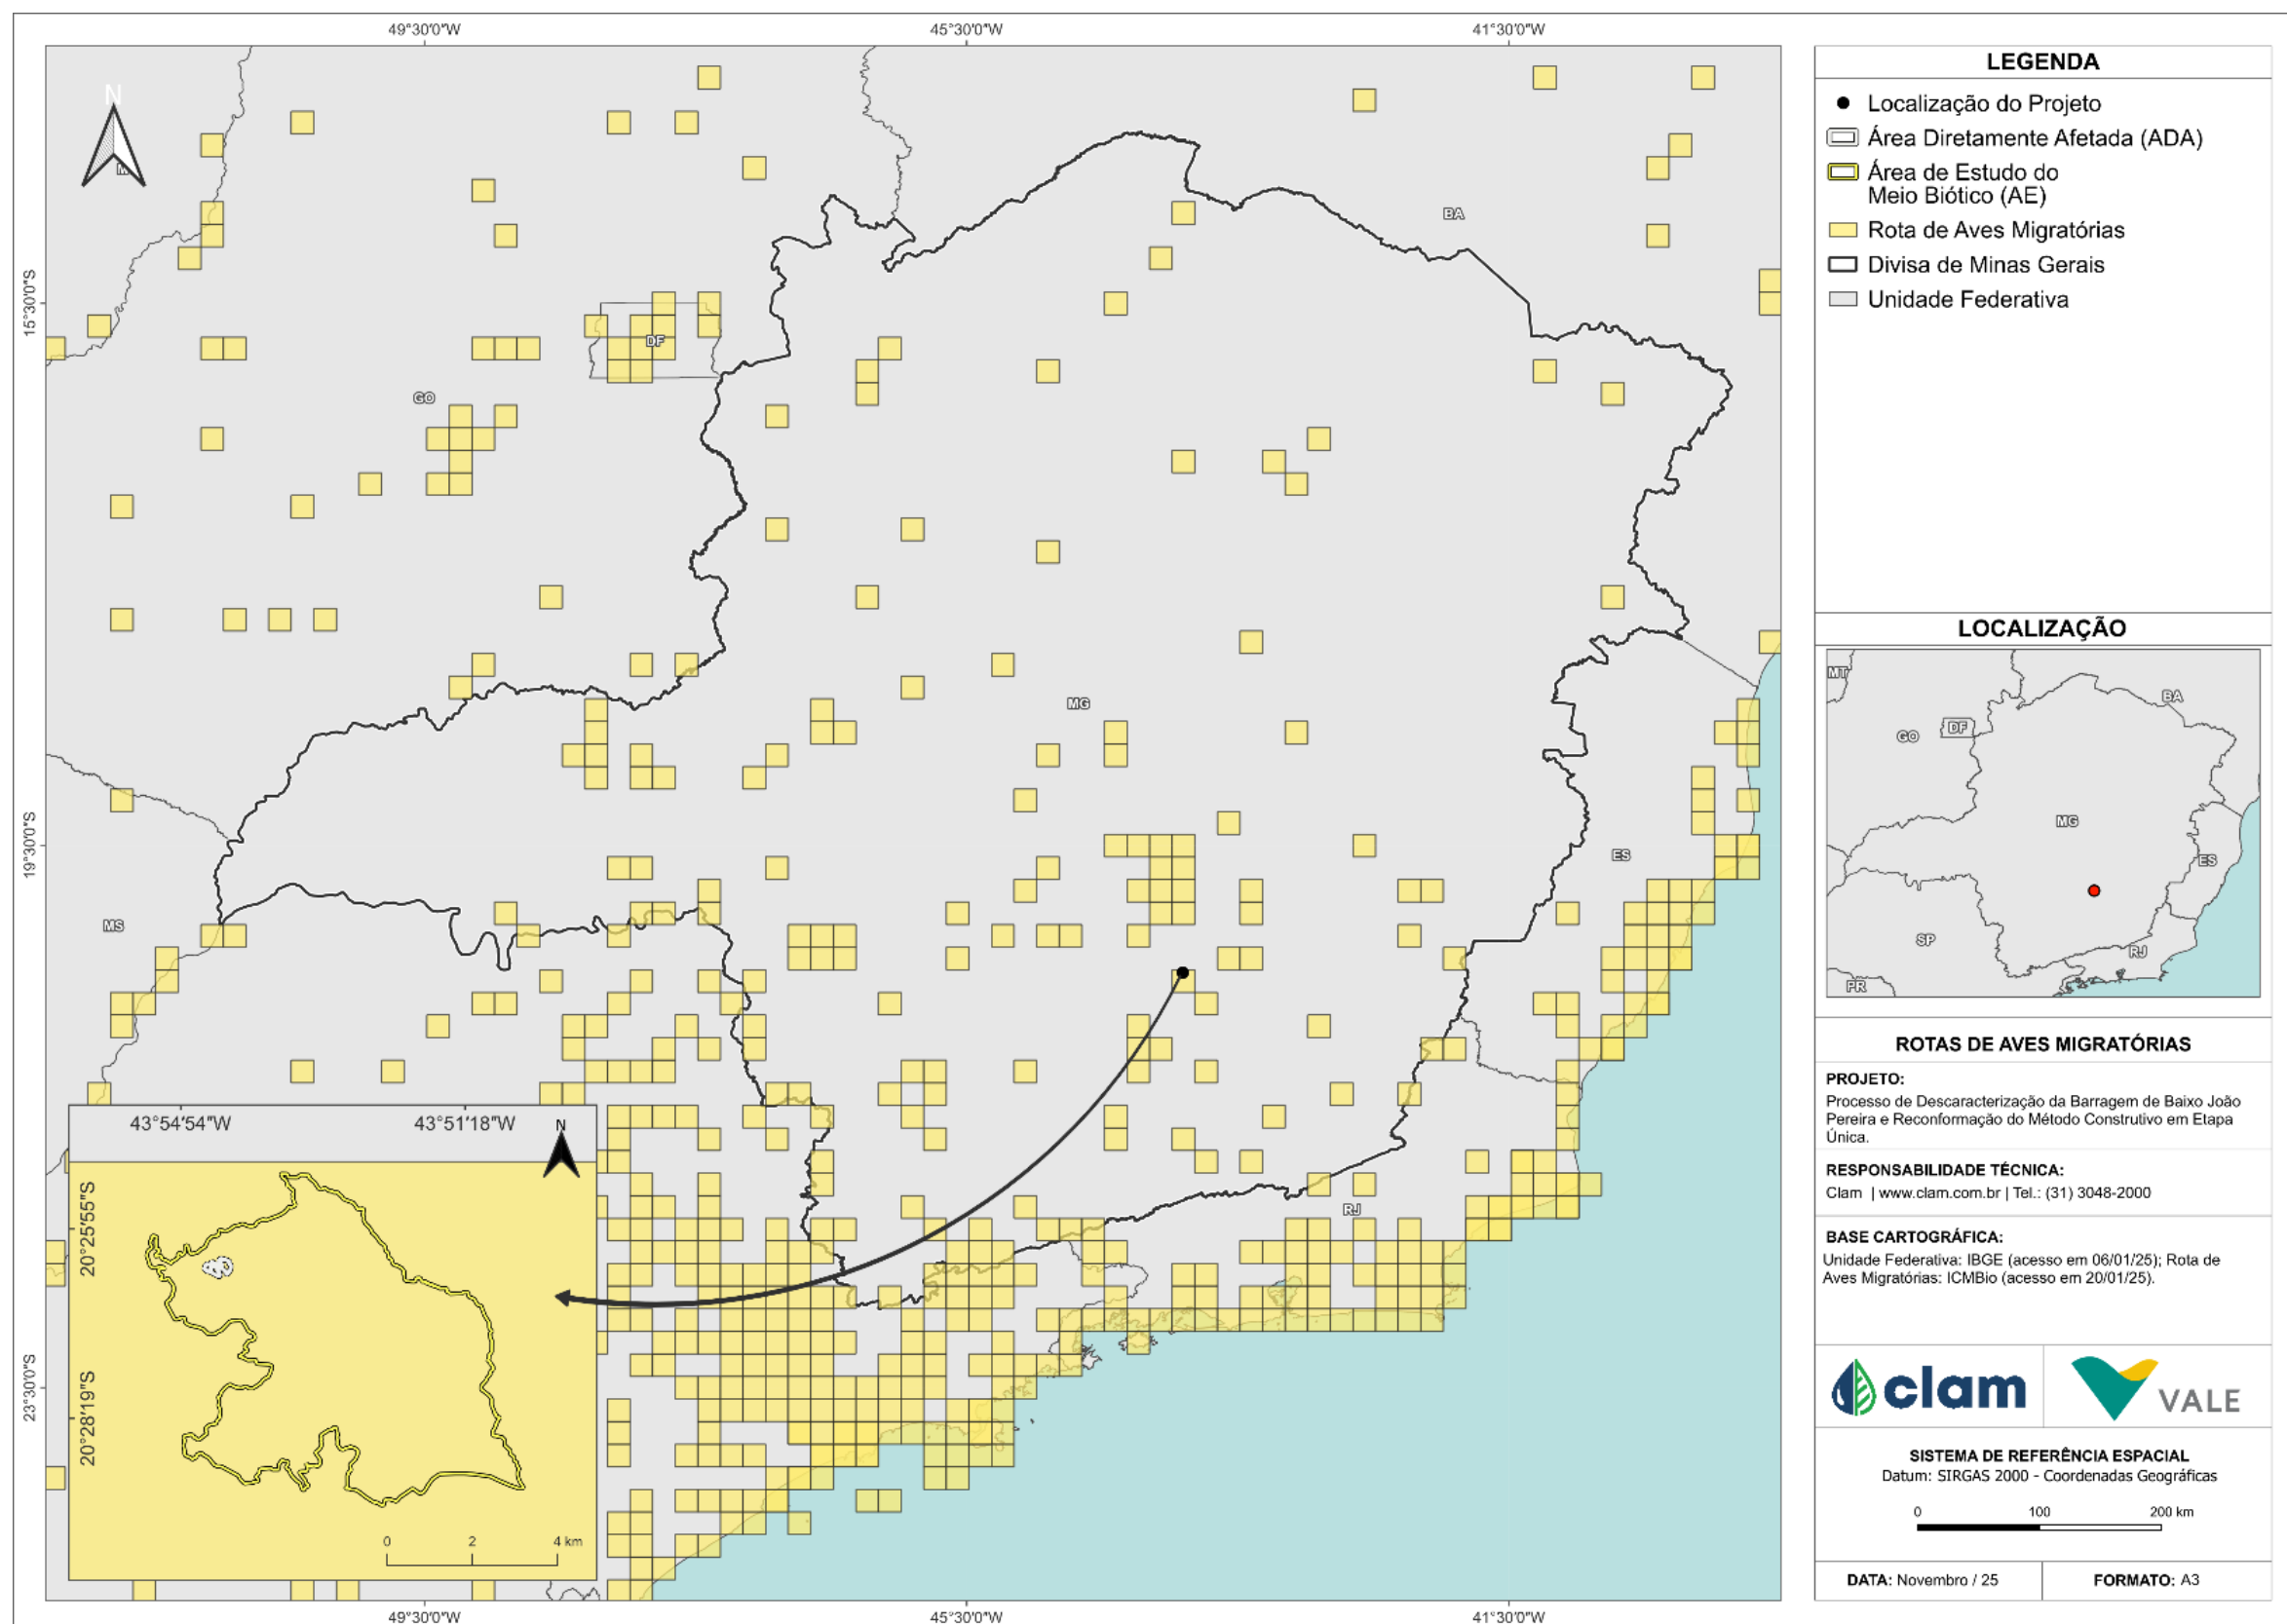 49°30'0"W
45°30'0"W
41°30'0"W
N
BA
15°30'0"S
DF
GO
MG
19°30'0"S
ES
MS
RJ
23°30'0"S
43°54'54"W
43°51'18"W
N
20°25'55"S
20°28'19"S
0 2 4 km
49°30'0"W
45°30'0"W
41°30'0"W
LEGENDA
Localização do Projeto
Área Diretamente Afetada (ADA)
Área de Estudo do
Meio Biótico (AE)
Rota de Aves Migratórias
Divisa de Minas Gerais
Unidade Federativa
LOCALIZAÇÃO
MT
BA
DF
GO
MG
ES
SP
RJ
PR
ROTAS DE AVES MIGRATÓRIAS
PROJETO:
Processo de Descaracterização da Barragem de Baixo João
Pereira e Reconformação do Método Construtivo em Etapa
Única.
RESPONSABILIDADE TÉCNICA:
Clam | www.clam.com.br | Tel.: (31) 3048-2000
BASE CARTOGRÁFICA:
Unidade Federativa: IBGE (acesso em 06/01/25); Rota de
Aves Migratórias: ICMBio (acesso em 20/01/25).
clam
VALE
SISTEMA DE REFERÊNCIA ESPACIAL
Datum: SIRGAS 2000 - Coordenadas Geográficas
0 100 200 km
DATA: Novembro / 25
FORMATO: A3